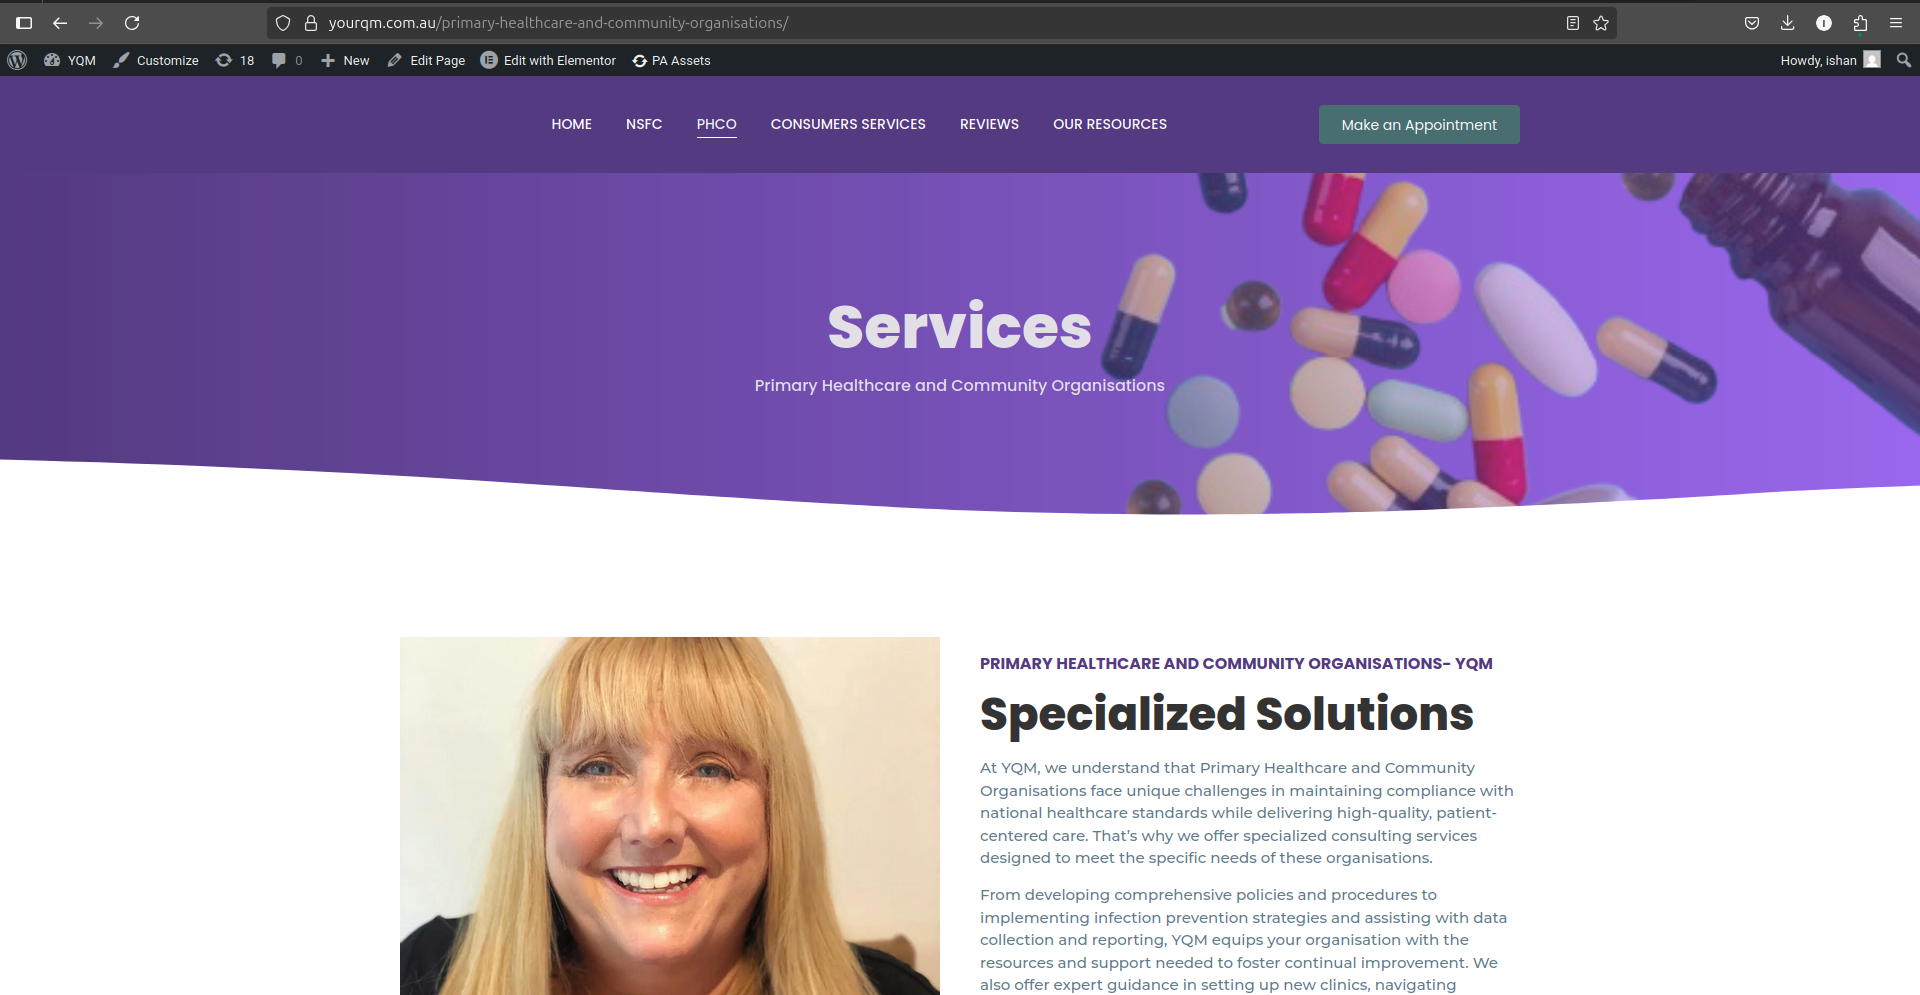 yourqm.com.au/primary-healthcare-and-community-organisations/
YQM Customize 18 0 New Edit Page Edit with Elementor PA Assets Howdy, ishan
HOME NSFC PHCO CONSUMERS SERVICES REVIEWS OUR RESOURCES Make an Appointment
Services
Primary Healthcare and Community Organisations
PRIMARY HEALTHCARE AND COMMUNITY ORGANISATIONS- YQM
Specialized Solutions
At YQM, we understand that Primary Healthcare and Community
Organisations face unique challenges in maintaining compliance with
national healthcare standards while delivering high-quality, patient-
centered care. That’s why we offer specialized consulting services
designed to meet the specific needs of these organisations.
From developing comprehensive policies and procedures to
implementing infection prevention strategies and assisting with data
collection and reporting, YQM equips your organisation with the
resources and support needed to foster continual improvement. We
also offer expert guidance in setting up new clinics, navigating